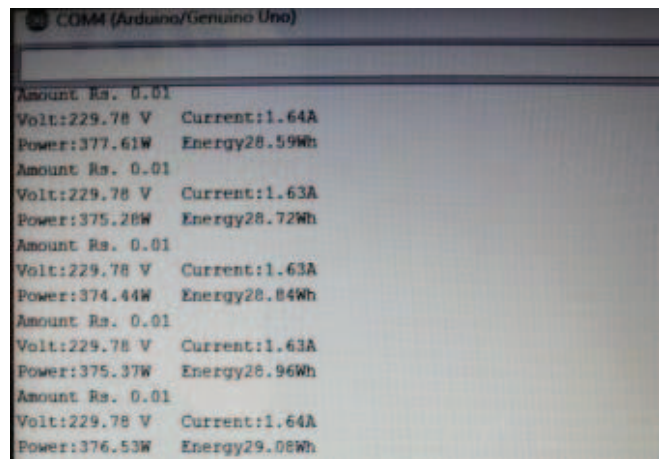 COM4 (Arduino/Genuino Uno)
Amount Rs. 0.01
Volt:229.78 V Current:1.64A
Power:377.61W Energy28.59Wh
Amount Rs. 0.01
Volt:229.78 V Current:1.63A
Power:375.28W Energy28.72Wh
Amount Rs. 0.01
Volt:229.78 V Current:1.63A
Power:374.44W Energy28.84Wh
Amount Rs. 0.01
Volt:229.78 V Current:1.63A
Power:375.37W Energy28.96Wh
Amount Rs. 0.01
Volt:229.78 V Current:1.64A
Power:376.53W Energy29.08Wh